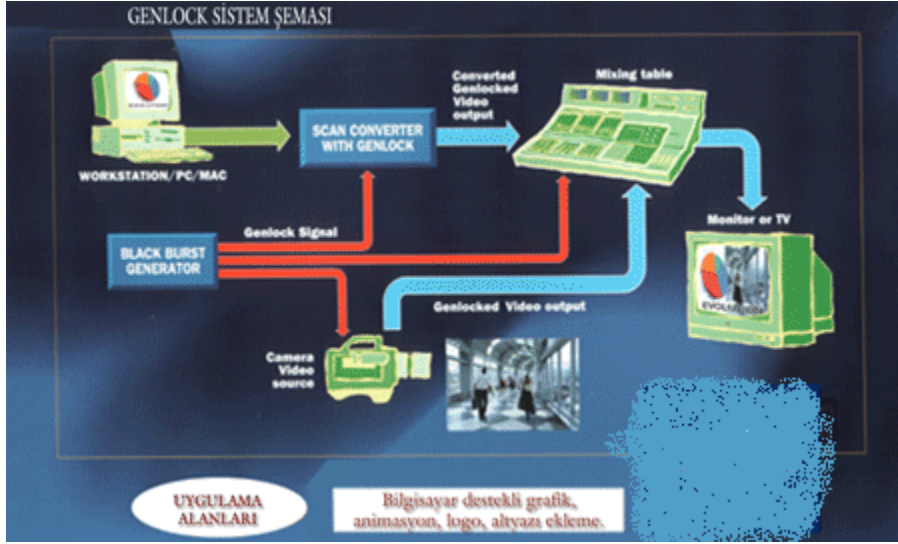 GENLOCK SİSTEM ŞEMASI
Converted
Genlocked
Video
output
Mixing table
SCAN CONVERTER
WITH GENLOCK
WORKSTATION/PC/MAC
Genlock Signal
Monitor or TV
BLACK BURST
GENERATOR
EVOLUTION
Genlocked Video output
Camera
Video
source
UYGULAMA
ALANLARI
Bilgisayar destekli grafik,
animasyon, logo, altyazı ekleme.